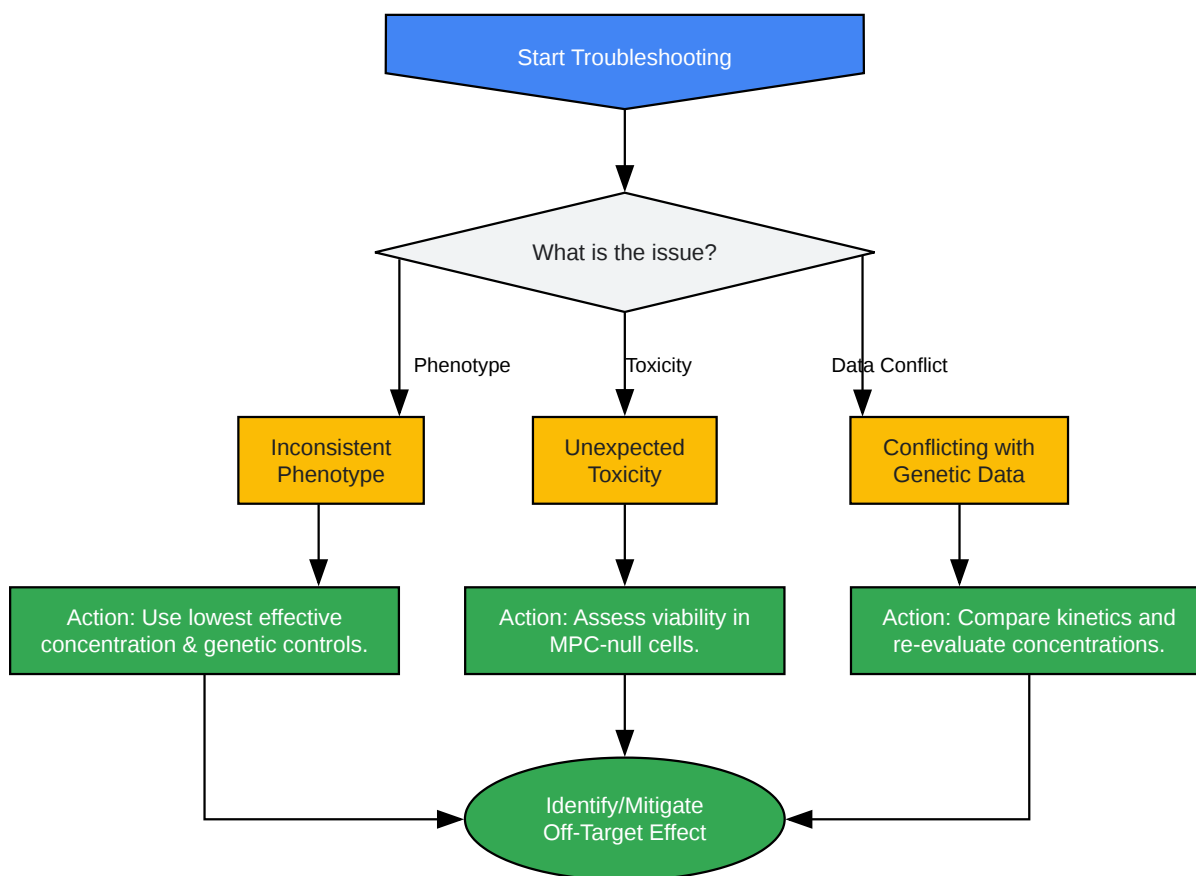 Start Troubleshooting
What is the issue?
Phenotype
Toxicity
Data Conflict
Inconsistent
Phenotype
Unexpected
Toxicity
Conflicting with
Genetic Data
Action: Use lowest effective
concentration & genetic controls.
Action: Assess viability in
MPC-null cells.
Action: Compare kinetics and
re-evaluate concentrations.
Identify/Mitigate
Off-Target Effect